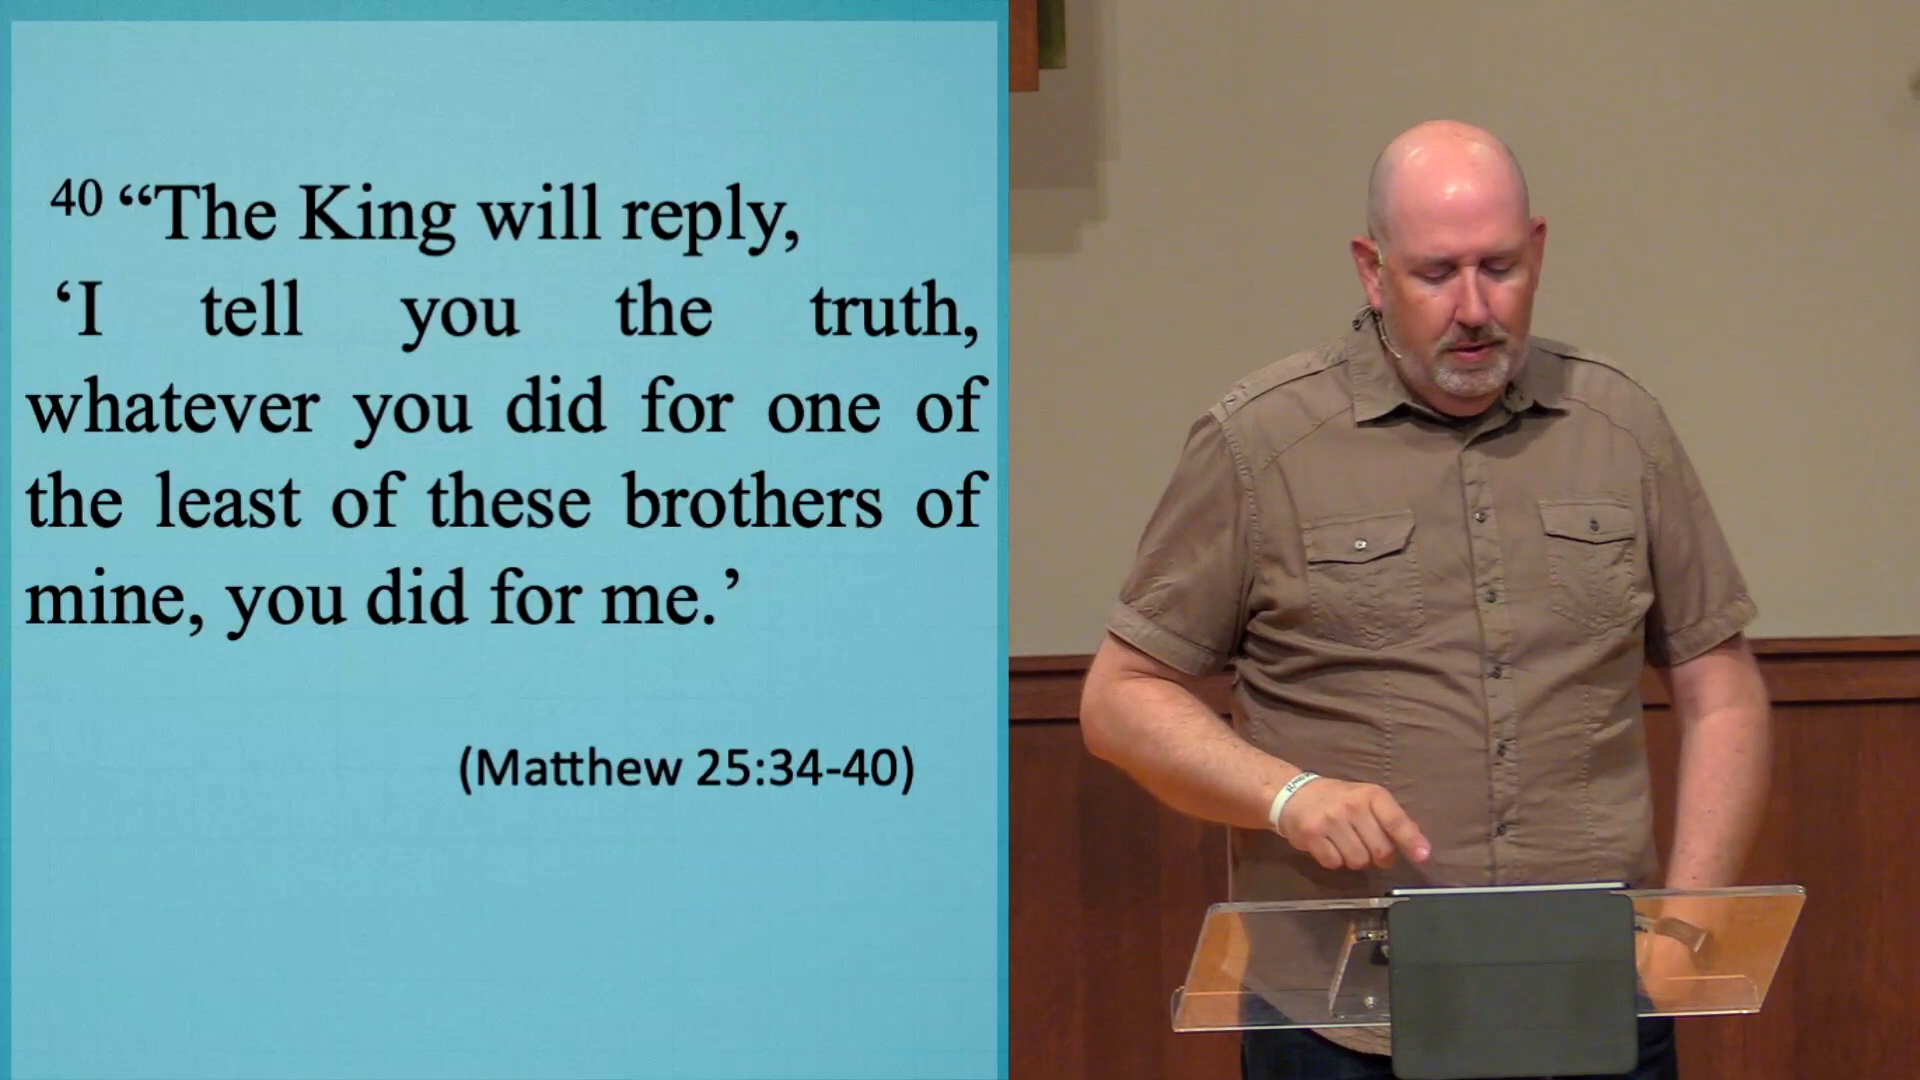 40 “The King will reply,
‘I tell you the truth,
whatever you did for one of
the least of these brothers of
mine, you did for me.’
(Matthew 25:34-40)